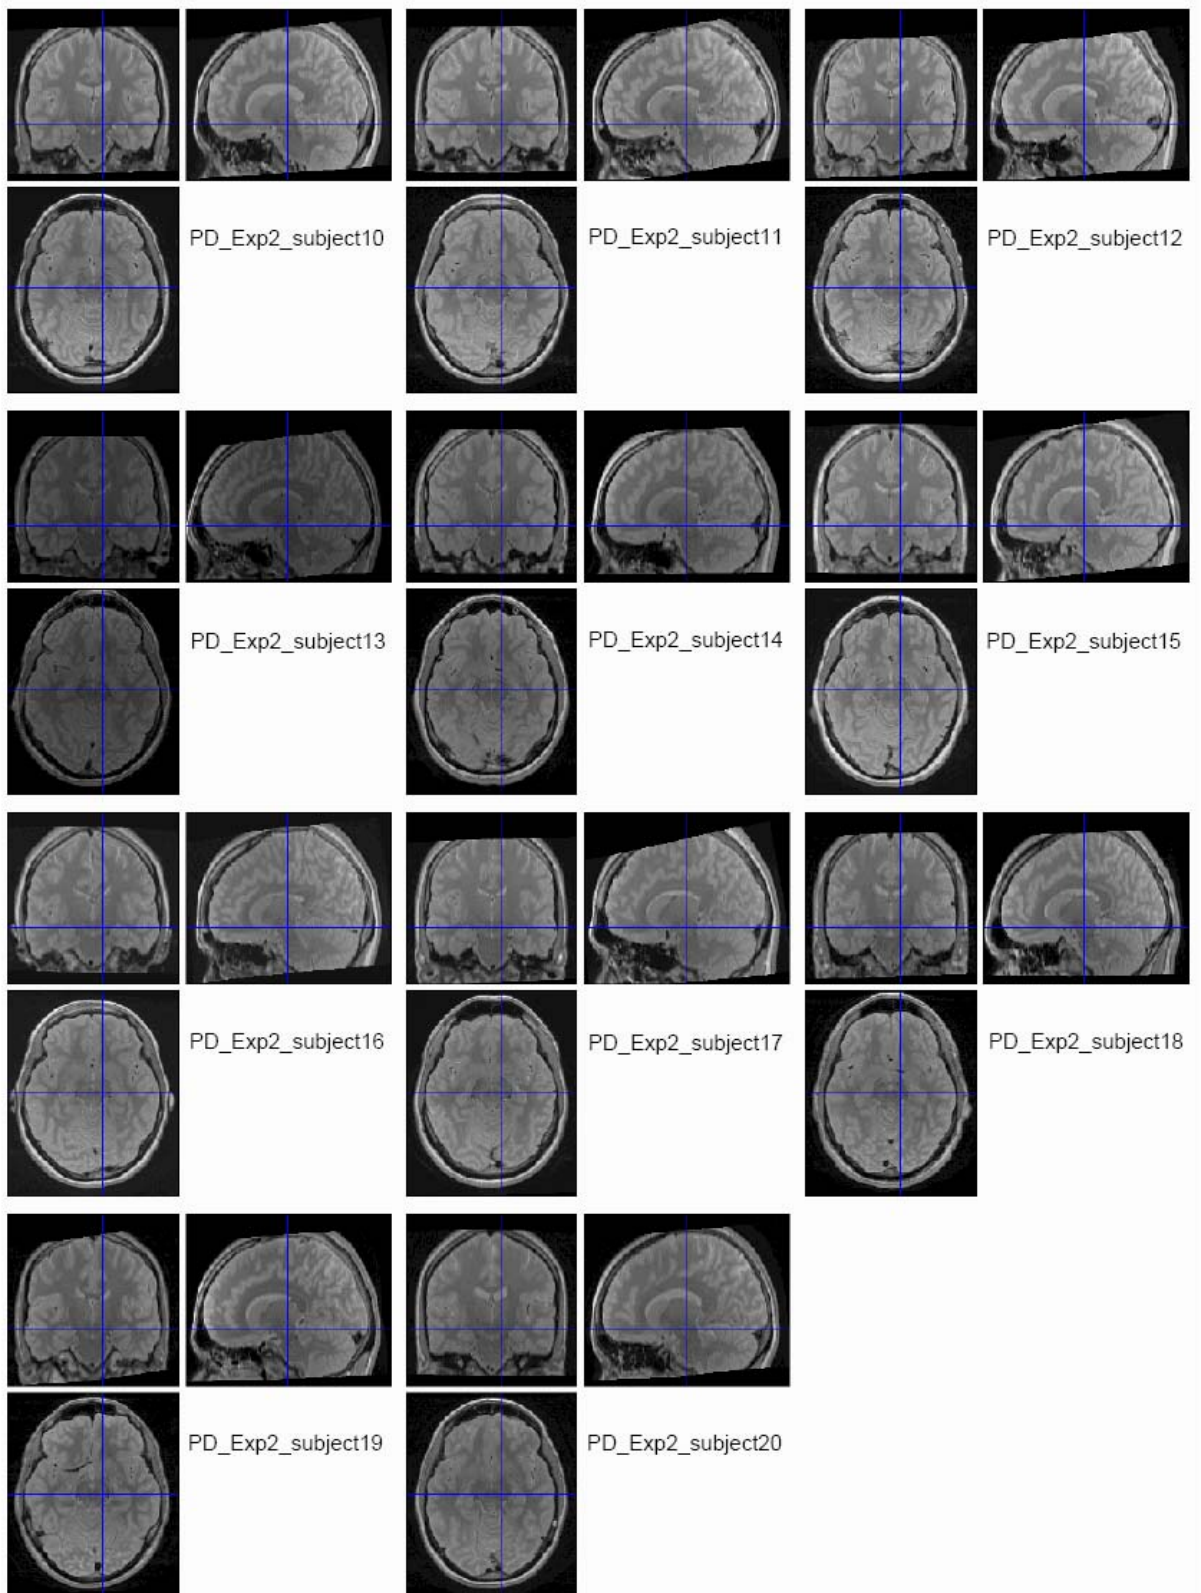 PD_Exp2_subject10
PD_Exp2_subject11
PD_Exp2_subject12
PD_Exp2_subject13
PD_Exp2_subject14
PD_Exp2_subject15
PD_Exp2_subject16
PD_Exp2_subject17
PD_Exp2_subject18
PD_Exp2_subject19
PD_Exp2_subject20